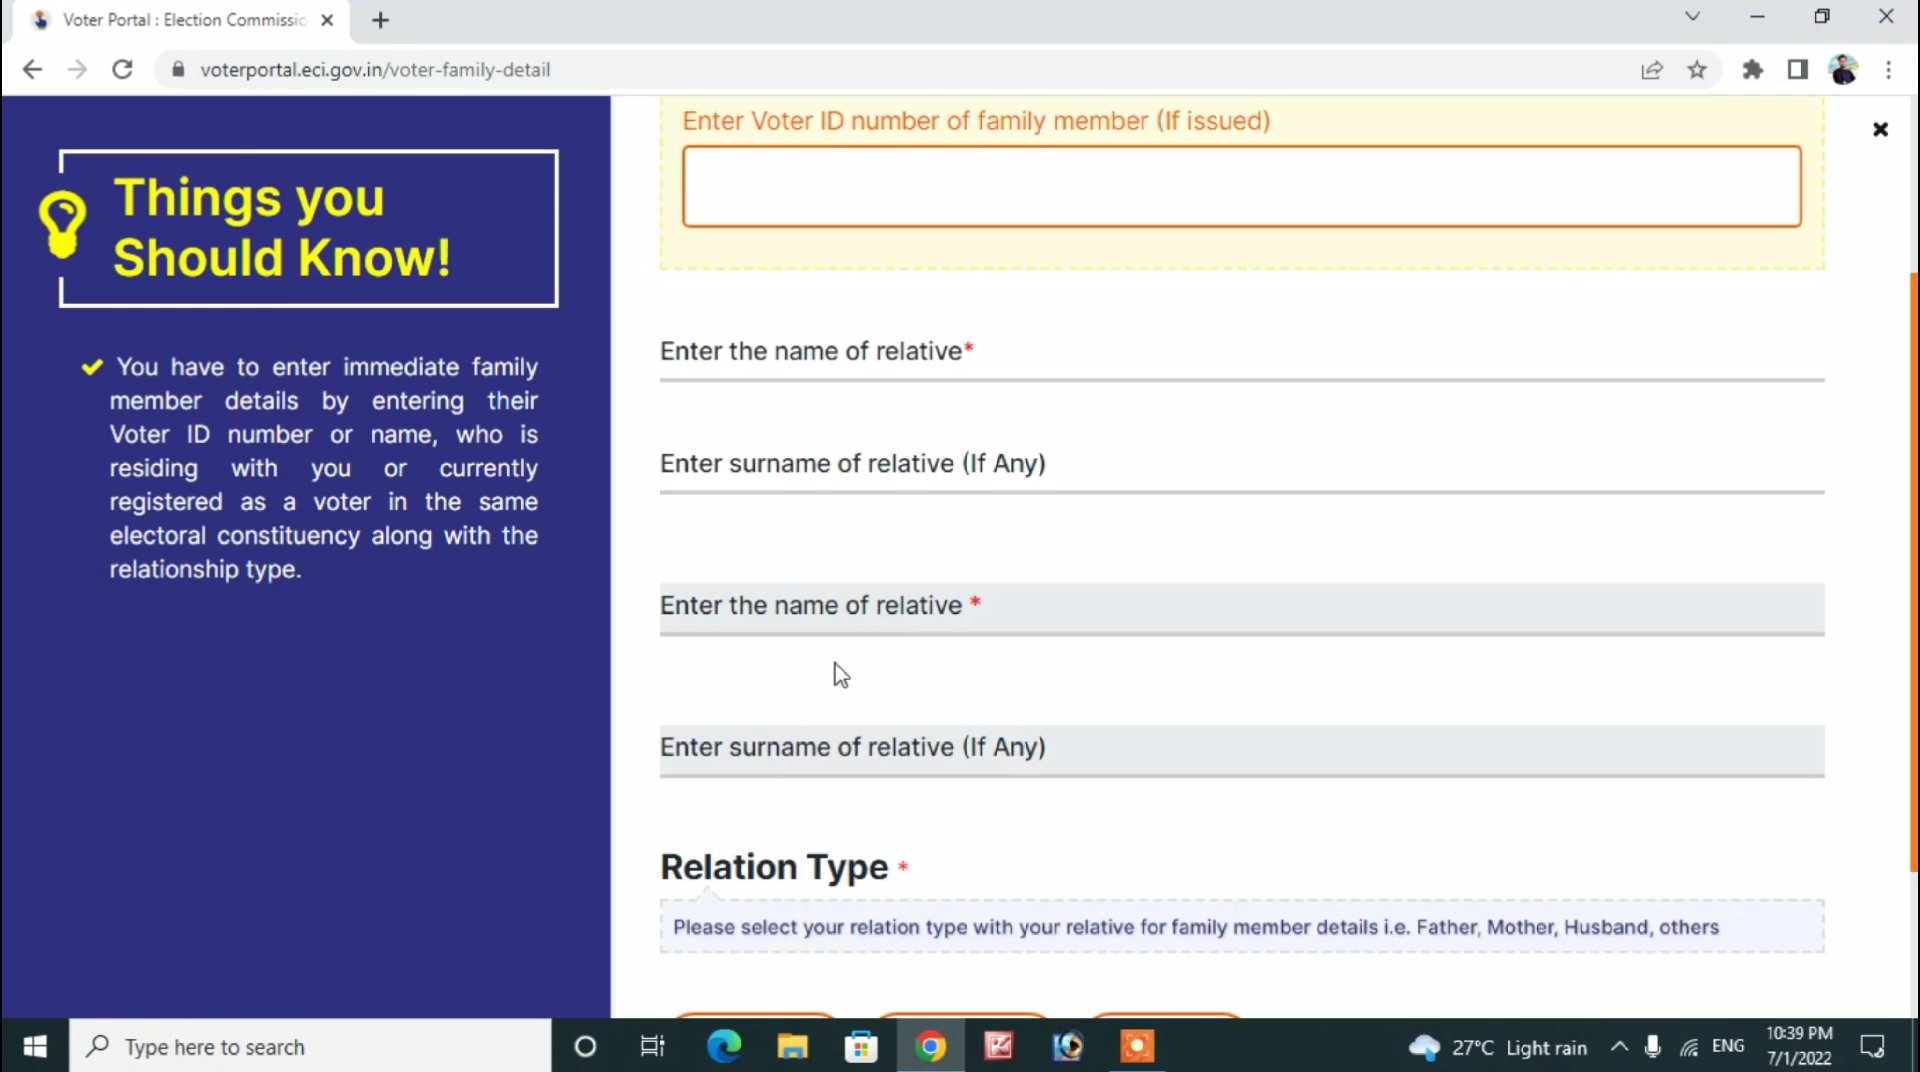 Voter Portal : Election Commissio
voterportal.eci.gov.in/voter-family-detail
Things you
Should Know!
You have to enter immediate family
member details by entering their
Voter ID number or name, who is
residing with you or currently
registered as a voter in the same
electoral constituency along with the
relationship type.
Enter Voter ID number of family member (If issued)
Enter the name of relative*
Enter surname of relative (If Any)
Enter the name of relative *
Enter surname of relative (If Any)
Relation Type *
Please select your relation type with your relative for family member details i.e. Father, Mother, Husband, others
Type here to search
27°C Light rain
ENG
10:39 PM
7/1/2022